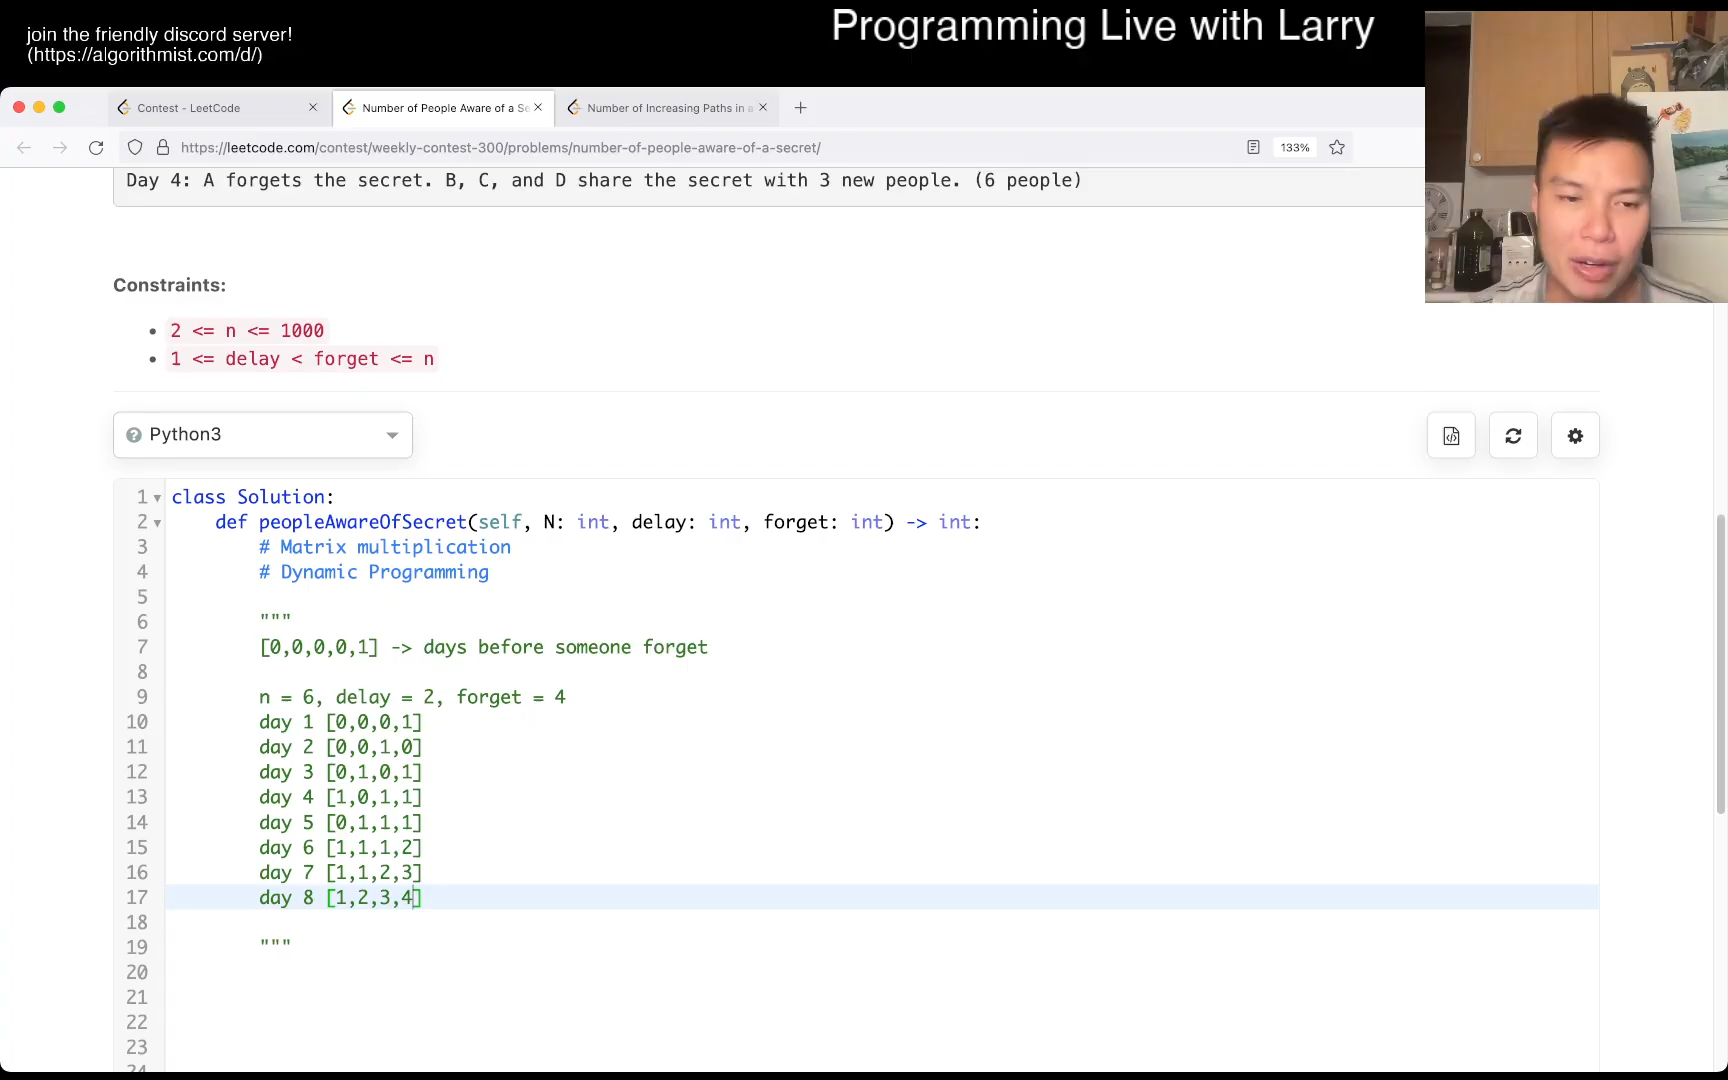 join the friendly discord server!
(https://algorithmist.com/d/)
Programming Live with Larry
Contest - LeetCode
Number of People Aware of a Se
Number of Increasing Paths in a
https://leetcode.com/contest/weekly-contest-300/problems/number-of-people-aware-of-a-secret/
133%
Day 4: A forgets the secret. B, C, and D share the secret with 3 new people. (6 people)
Constraints:
• 2 <= n <= 1000
• 1 <= delay < forget <= n
Python3
1 class Solution:
2 def peopleAwareOfSecret(self, N: int, delay: int, forget: int) -> int:
3 # Matrix multiplication
4 # Dynamic Programming
5
6 """
7 [0,0,0,0,1] -> days before someone forget
8
9 n = 6, delay = 2, forget = 4
10 day 1 [0,0,0,1]
11 day 2 [0,0,1,0]
12 day 3 [0,1,0,1]
13 day 4 [1,0,1,1]
14 day 5 [0,1,1,1]
15 day 6 [1,1,1,2]
16 day 7 [1,1,2,3]
17 day 8 [1,2,3,4]
18
19 """
20
21
22
23
24